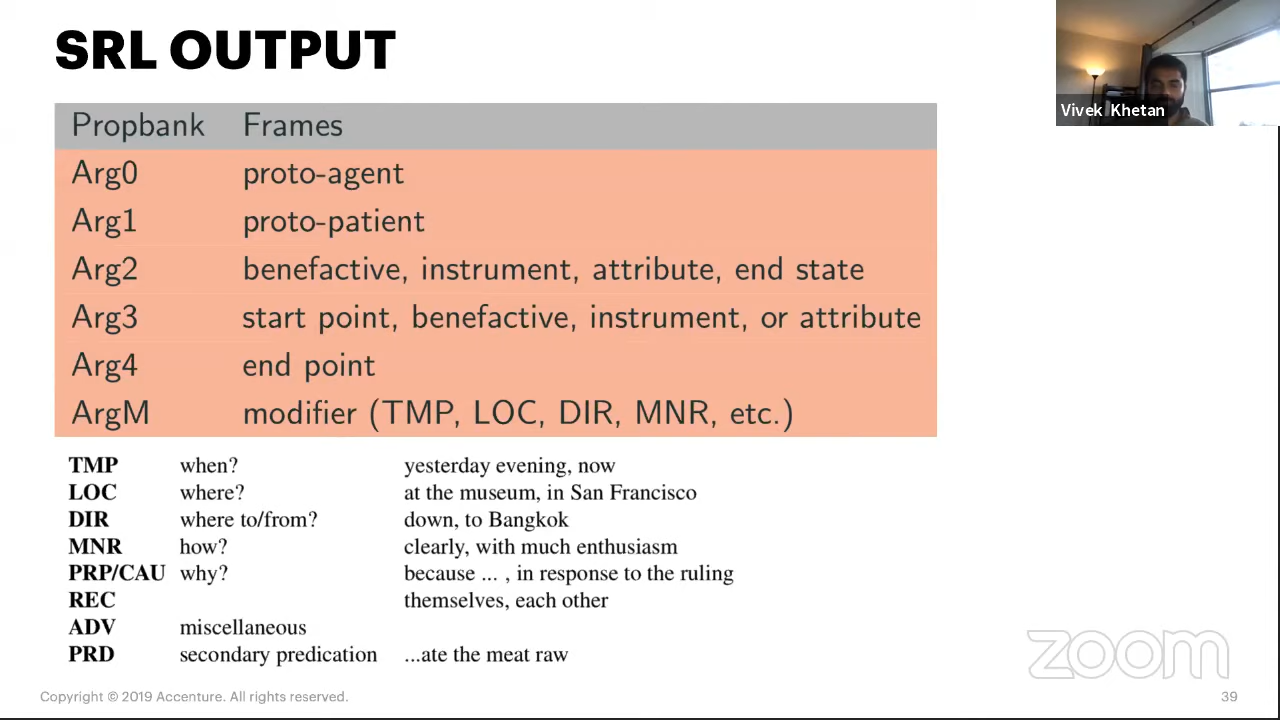 SRL OUTPUT
Vivek Khetan
Propbank Frames
Arg0 proto-agent
Arg1 proto-patient
Arg2 benefactive, instrument, attribute, end state
Arg3 start point, benefactive, instrument, or attribute
Arg4 end point
ArgM modifier (TMP, LOC, DIR, MNR, etc.)
TMP when? yesterday evening, now
LOC where? at the museum, in San Francisco
DIR where to/from? down, to Bangkok
MNR how? clearly, with much enthusiasm
PRP/CAU why? because ... , in response to the ruling
REC themselves, each other
ADV miscellaneous
PRD secondary predication ...ate the meat raw
zoom
Copyright © 2019 Accenture. All rights reserved. 39